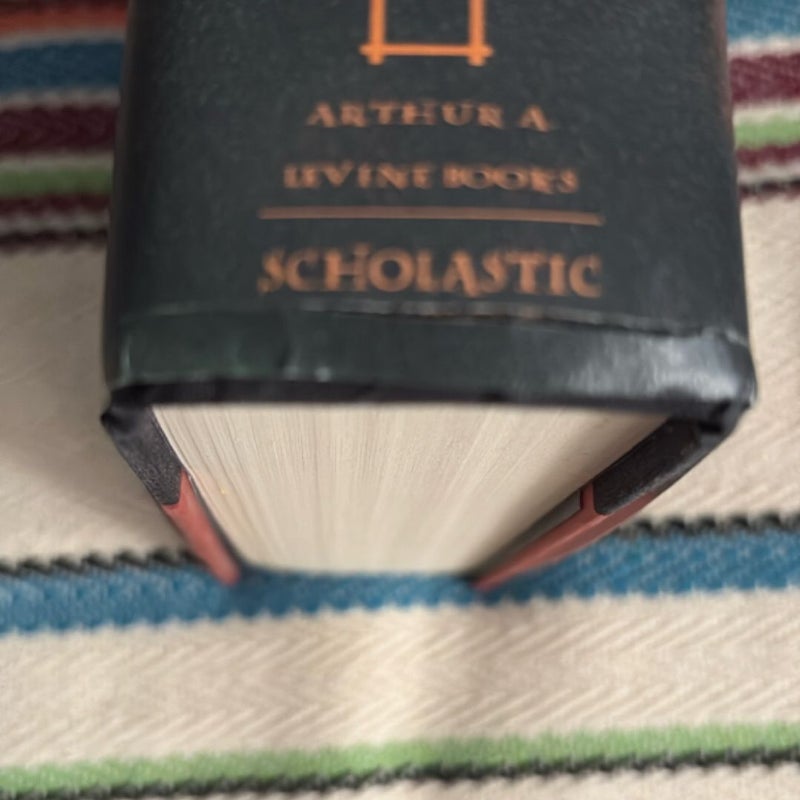 ARTHUR A.
LEVINE BOOKS
SCHOLASTIC